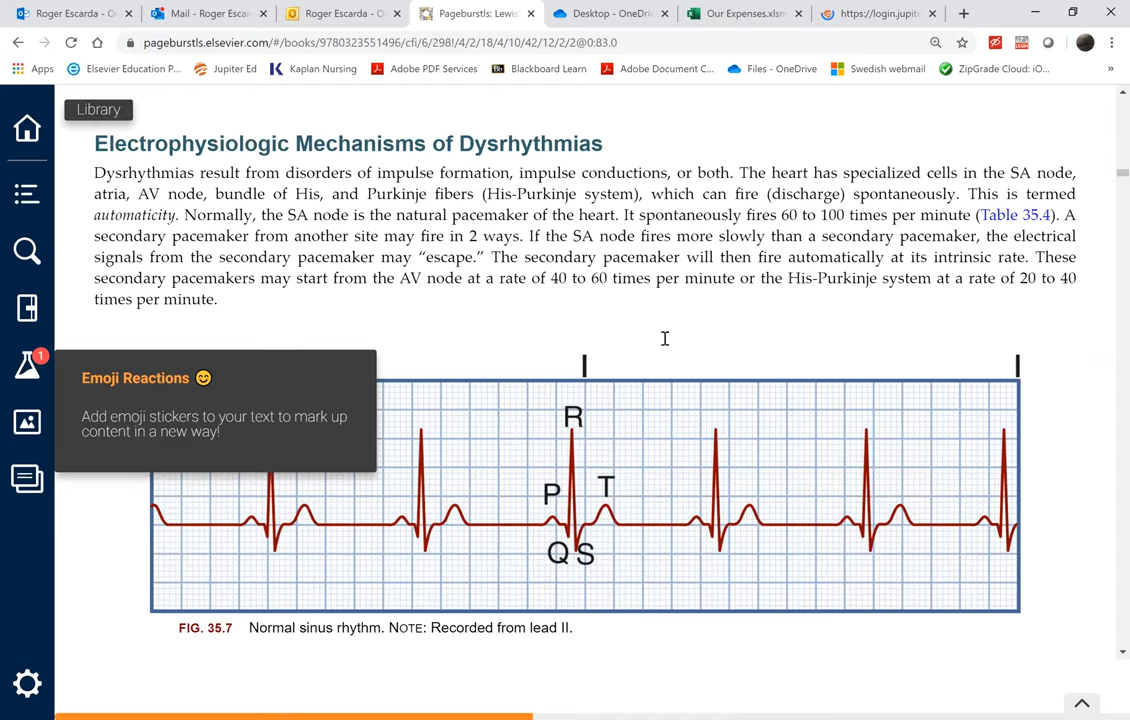 Roger Escarda - O
Mail - Roger Escar
Roger Escarda - O
Pageburstls: Lewis
Desktop - OneDriv
Our Expenses.xlsm
https://login.jupite
pageburstls.elsevier.com/#/books/9780323551496/cfi/6/298!/4/2/18/4/10/42/12/2/2@0:83.0
Apps
Elsevier Education P...
Jupiter Ed
Kaplan Nursing
Adobe PDF Services
Blackboard Learn
Adobe Document C...
Files - OneDrive
Swedish webmail
ZipGrade Cloud: iO...
»
Library
Electrophysiologic Mechanisms of Dysrhythmias
Dysrhythmias result from disorders of impulse formation, impulse conductions, or both. The heart has specialized cells in the SA node,
atria, AV node, bundle of His, and Purkinje fibers (His-Purkinje system), which can fire (discharge) spontaneously. This is termed
automaticity. Normally, the SA node is the natural pacemaker of the heart. It spontaneously fires 60 to 100 times per minute (Table 35.4). A
secondary pacemaker from another site may fire in 2 ways. If the SA node fires more slowly than a secondary pacemaker, the electrical
signals from the secondary pacemaker may “escape.” The secondary pacemaker will then fire automatically at its intrinsic rate. These
secondary pacemakers may start from the AV node at a rate of 40 to 60 times per minute or the His-Purkinje system at a rate of 20 to 40
times per minute.
1
Emoji Reactions 😊
Add emoji stickers to your text to mark up
content in a new way!
R
P
T
Q S
FIG. 35.7 Normal sinus rhythm. NOTE: Recorded from lead II.